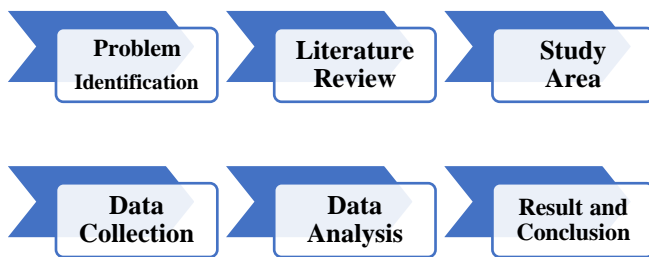 Problem
Identification
Literature
Review
Study
Area
Data
Collection
Data
Analysis
Result and
Conclusion